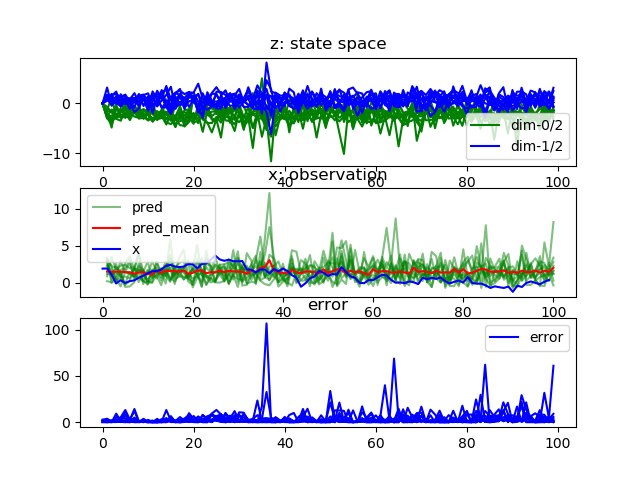 z: state space
0
−10
dim-0/2
dim-1/2
0 20 40 60 80 100
x: observation
10
5
0
pred
pred_mean
x
0 20 40 60 80 100
error
100
50
0
error
0 20 40 60 80 100